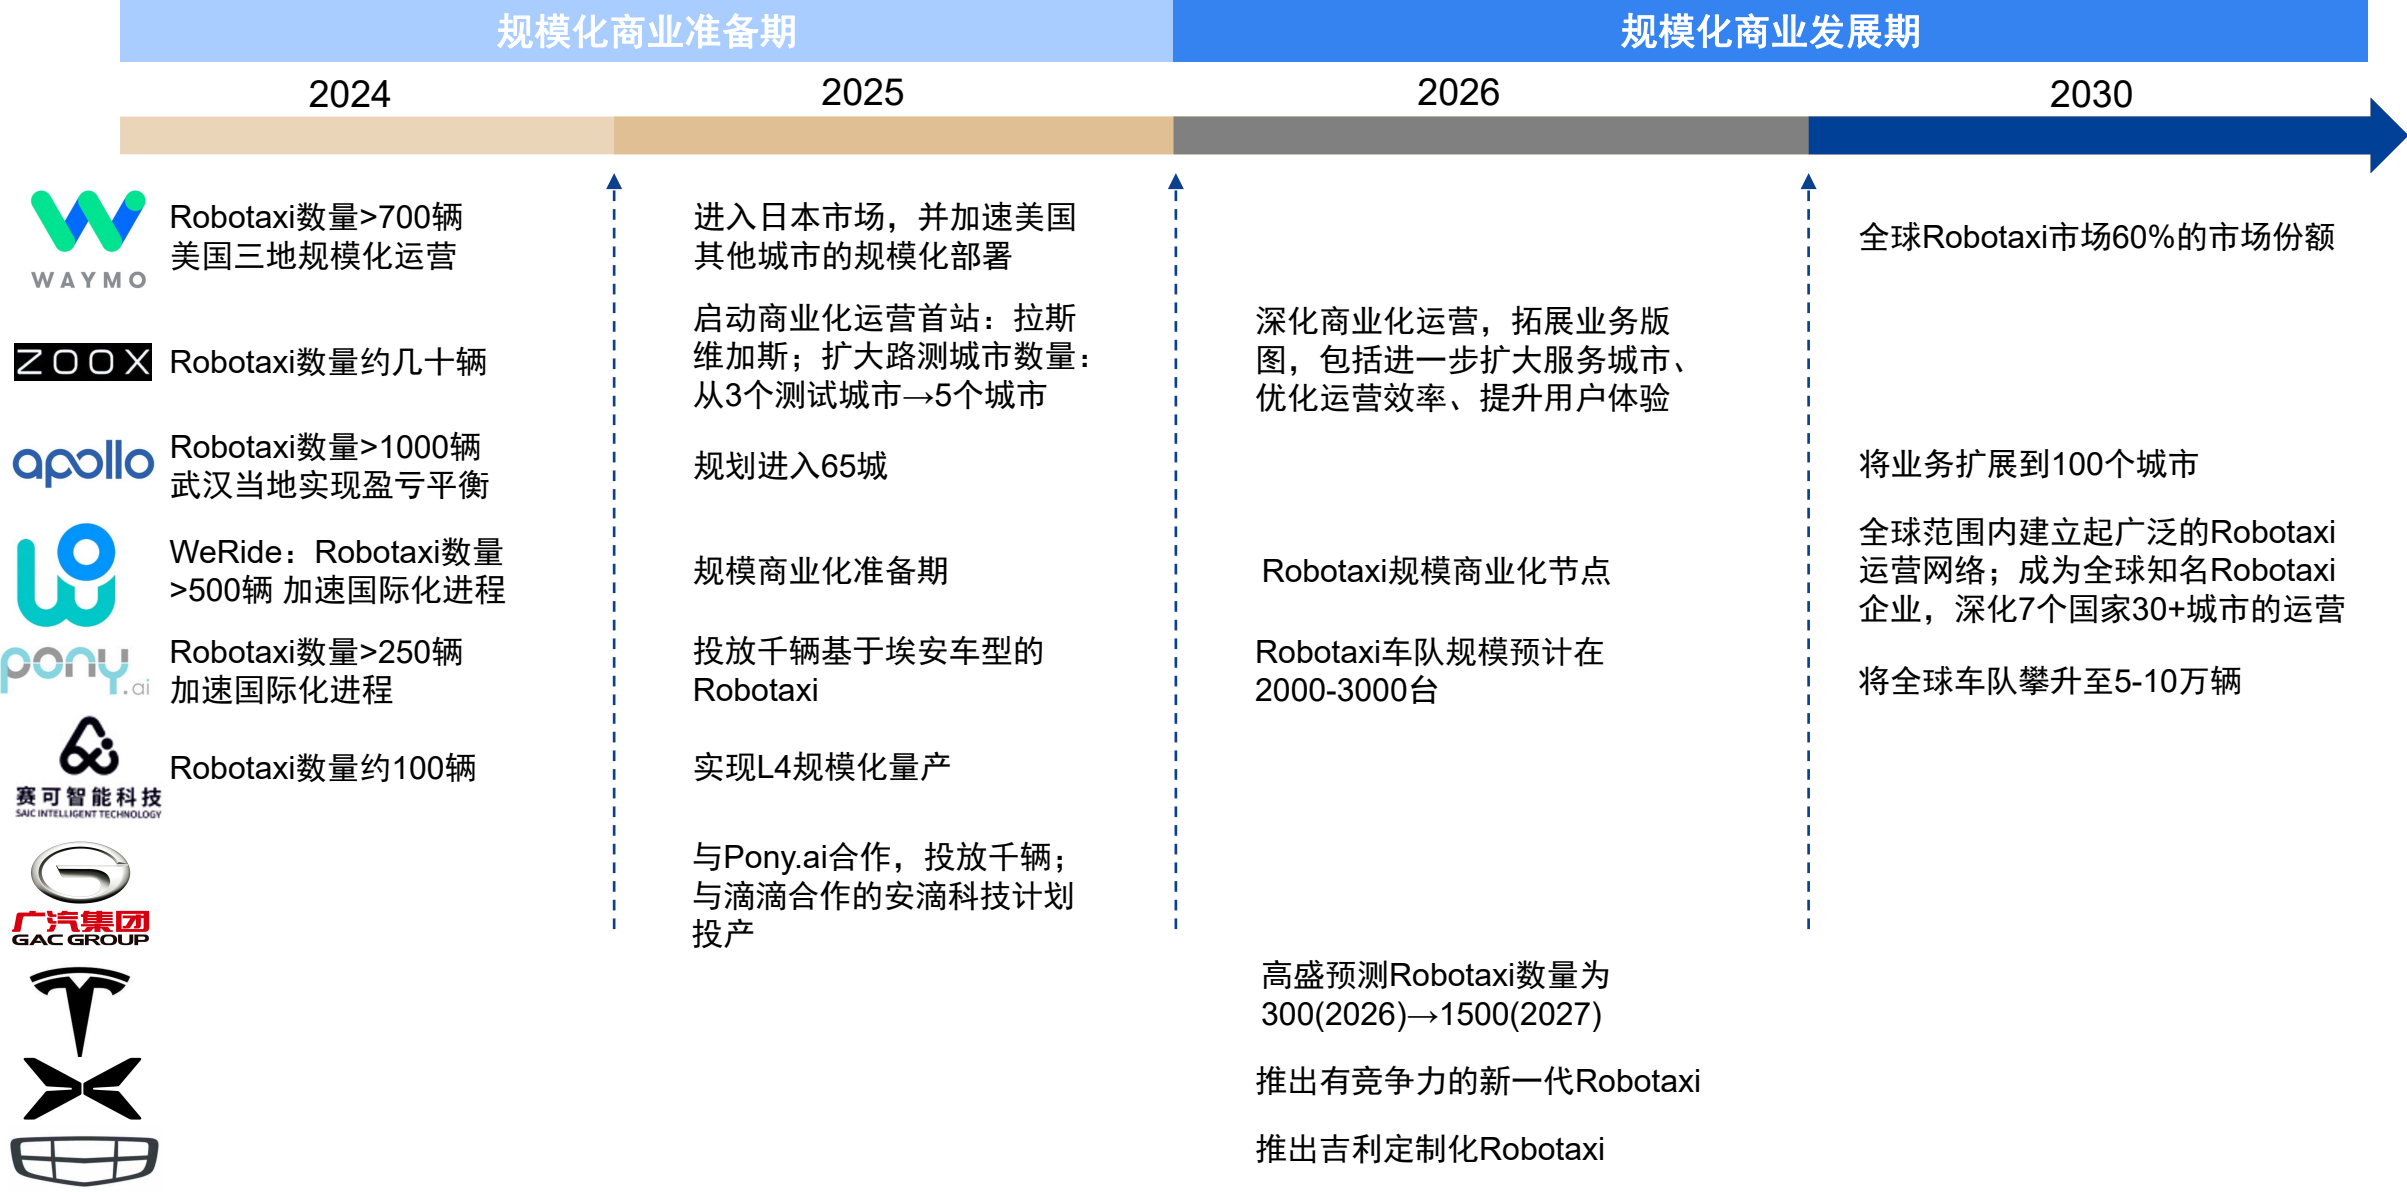 规模化商业准备期
规模化商业发展期
2024
2025
2026
2030
WAYMO
Robotaxi数量>700辆
美国三地规模化运营
进入日本市场，并加速美国
其他城市的规模化部署
全球Robotaxi市场60%的市场份额
ZOOX
Robotaxi数量约几十辆
启动商业化运营首站：拉斯
维加斯；扩大路测城市数量：
从3个测试城市→5个城市
深化商业化运营，拓展业务版
图，包括进一步扩大服务城市、
优化运营效率、提升用户体验
apollo
Robotaxi数量>1000辆
武汉当地实现盈亏平衡
规划进入65城
将业务扩展到100个城市
WeRide：Robotaxi数量
>500辆 加速国际化进程
规模商业化准备期
Robotaxi规模商业化节点
全球范围内建立起广泛的Robotaxi
运营网络；成为全球知名Robotaxi
企业，深化7个国家30+城市的运营
pony.ai
Robotaxi数量>250辆
加速国际化进程
投放千辆基于埃安车型的
Robotaxi
Robotaxi车队规模预计在
2000-3000台
将全球车队攀升至5-10万辆
赛可智能科技
SAIC INTELLIGENT TECHNOLOGY
Robotaxi数量约100辆
实现L4规模化量产
广汽集团
GAC GROUP
与Pony.ai合作，投放千辆；
与滴滴合作的安滴科技计划
投产
高盛预测Robotaxi数量为
300(2026)→1500(2027)
推出有竞争力的新一代Robotaxi
推出吉利定制化Robotaxi